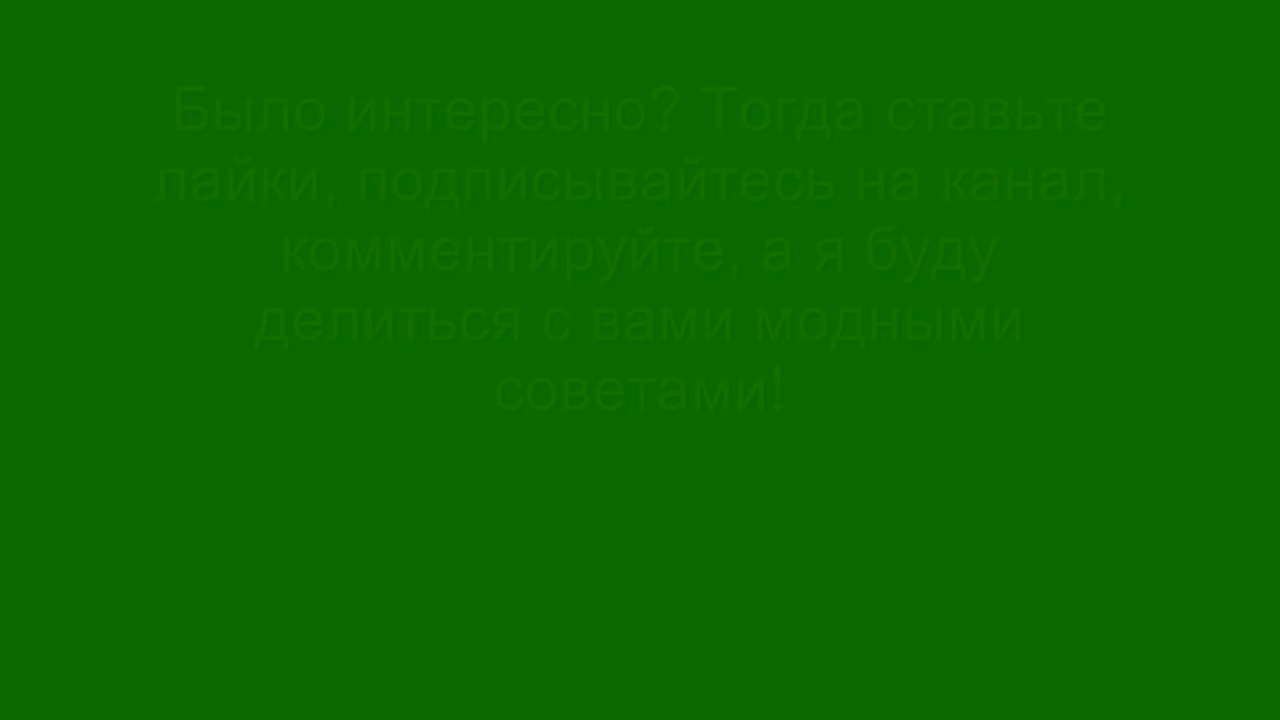 Было интересно? Тогда ставьте
лайки, подписывайтесь на канал,
комментируйте, а я буду
делиться с вами модными
советами!